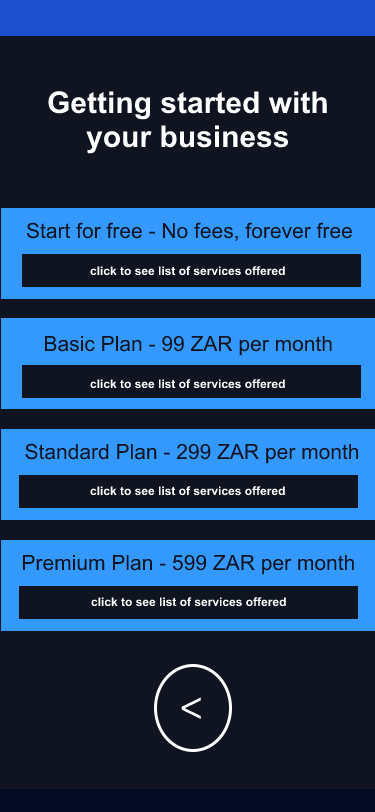 Getting started with
your business
Start for free - No fees, forever free
click to see list of services offered
Basic Plan - 99 ZAR per month
click to see list of services offered
Standard Plan - 299 ZAR per month
click to see list of services offered
Premium Plan - 599 ZAR per month
click to see list of services offered
<